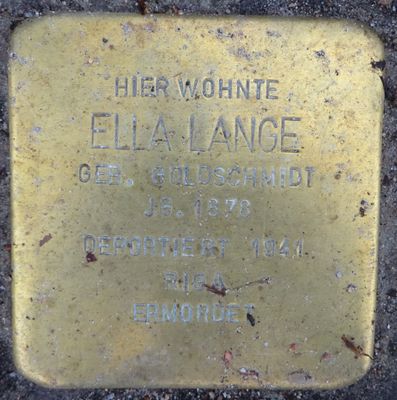 HIER WOHNTE
ELLA LANGE
GEB. GOLDSCHMIDT
JG. 1878
DEPORTIERT 1941
RIGA
ERMORDET